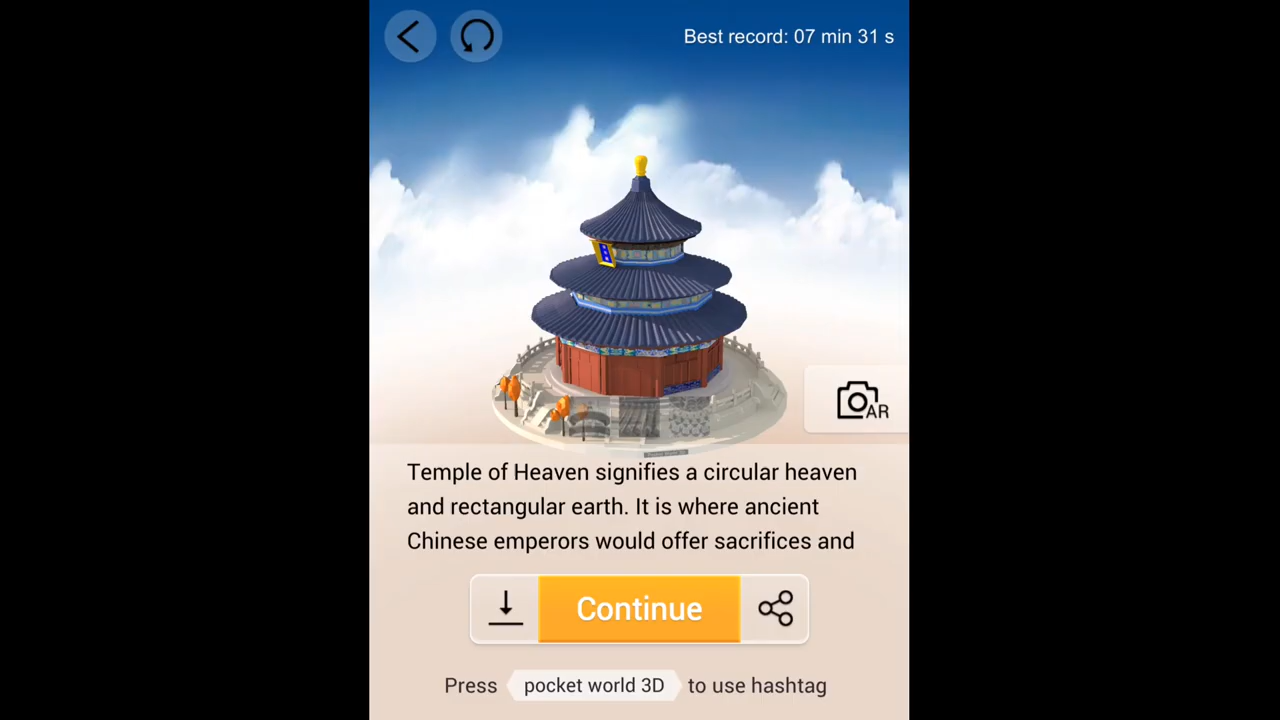 Best record: 07 min 31 s
AR
Temple of Heaven signifies a circular heaven
and rectangular earth. It is where ancient
Chinese emperors would offer sacrifices and
Continue
Press pocket world 3D to use hashtag